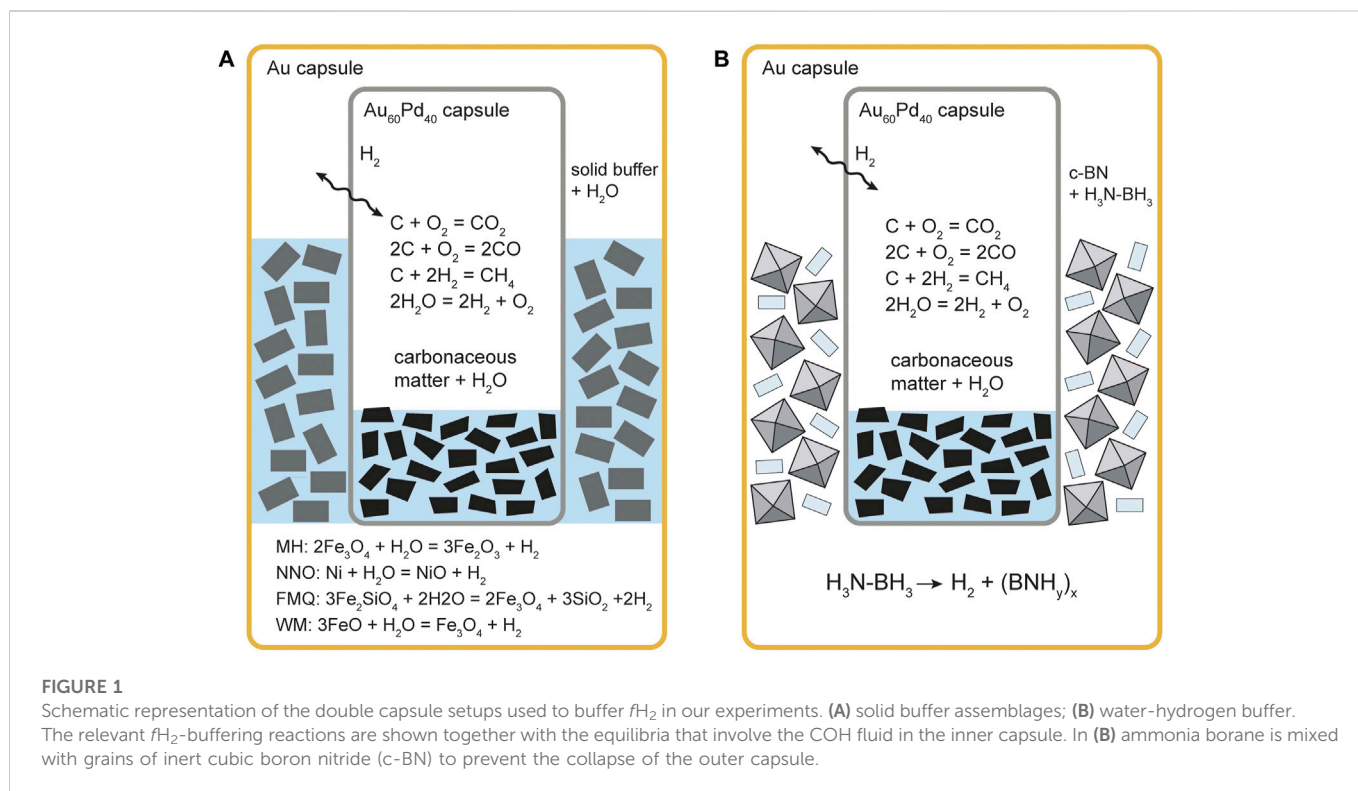 A
Au capsule
Au₆₀Pd₄₀ capsule
H₂
solid buffer
+ H₂O
C + O₂ = CO₂
2C + O₂ = 2CO
C + 2H₂ = CH₄
2H₂O = 2H₂ + O₂
carbonaceous
matter + H₂O
MH: 2Fe₃O₄ + H₂O = 3Fe₂O₃ + H₂
NNO: Ni + H₂O = NiO + H₂
FMQ: 3Fe₂SiO₄ + 2H2O = 2Fe₃O₄ + 3SiO₂ +2H₂
WM: 3FeO + H₂O = Fe₃O₄ + H₂
B
Au capsule
Au₆₀Pd₄₀ capsule
H₂
c-BN
+ H₃N-BH₃
C + O₂ = CO₂
2C + O₂ = 2CO
C + 2H₂ = CH₄
2H₂O = 2H₂ + O₂
carbonaceous
matter + H₂O
H₃N-BH₃ → H₂ + (BNHy)x
FIGURE 1
Schematic representation of the double capsule setups used to buffer fH₂ in our experiments. (A) solid buffer assemblages; (B) water-hydrogen buffer.
The relevant fH₂-buffering reactions are shown together with the equilibria that involve the COH fluid in the inner capsule. In (B) ammonia borane is mixed
with grains of inert cubic boron nitride (c-BN) to prevent the collapse of the outer capsule.